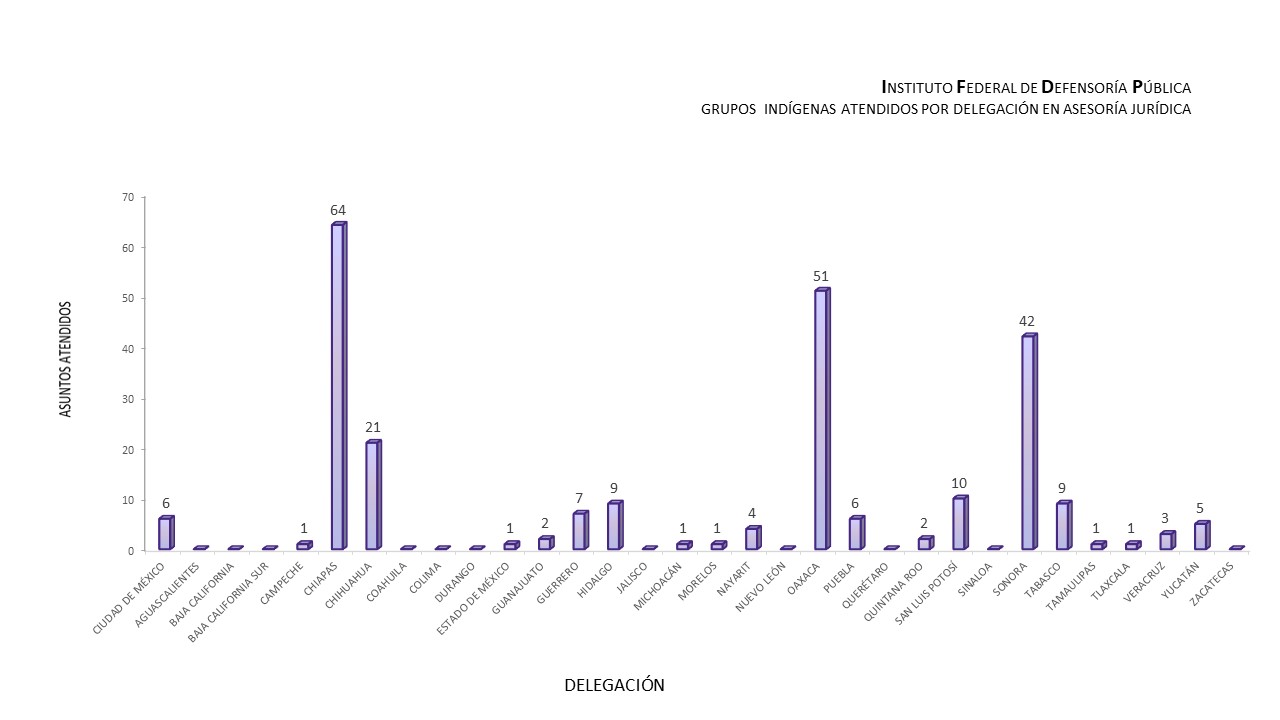 INSTITUTO FEDERAL DE DEFENSORÍA PÚBLICA
GRUPOS INDÍGENAS ATENDIDOS POR DELEGACIÓN EN ASESORÍA JURÍDICA
ASUNTOS ATENDIDOS
70
60
50
40
30
20
10
0
6
1
64
21
1
2
7
9
1
1
4
51
6
2
10
42
9
1
1
3
5
CIUDAD DE MÉXICO
AGUASCALIENTES
BAJA CALIFORNIA
BAJA CALIFORNIA SUR
CAMPECHE
CHIAPAS
CHIHUAHUA
COAHUILA
COLIMA
DURANGO
ESTADO DE MÉXICO
GUANAJUATO
GUERRERO
HIDALGO
JALISCO
MICHOACÁN
MORELOS
NAYARIT
NUEVO LEÓN
OAXACA
PUEBLA
QUERÉTARO
QUINTANA ROO
SAN LUIS POTOSÍ
SINALOA
SONORA
TABASCO
TAMAULIPAS
TLAXCALA
VERACRUZ
YUCATÁN
ZACATECAS
DELEGACIÓN